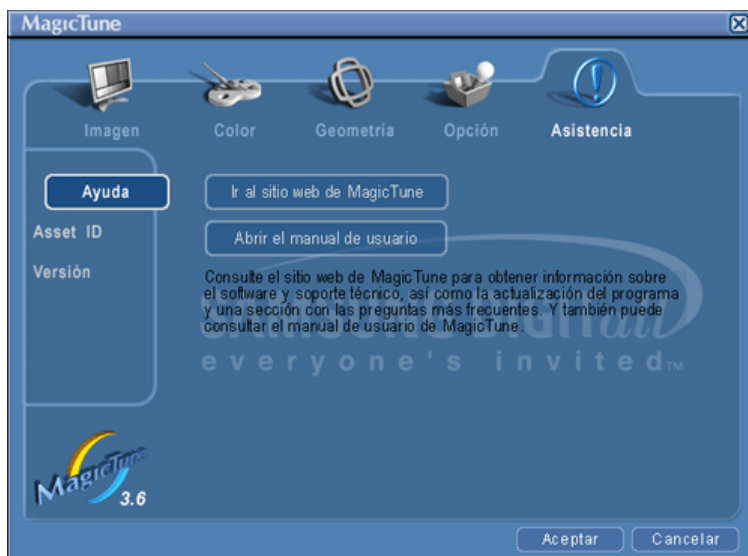 MagicTune
Imagen
Color
Geometría
Opción
Asistencia
Ayuda
Asset ID
Versión
Ir al sitio web de MagicTune
Abrir el manual de usuario
Consulte el sitio web de MagicTune para obtener información sobre
el software y soporte técnico, así como la actualización del programa
y una sección con las preguntas más frecuentes. Y también puede
consultar el manual de usuario de MagicTune.
SAMSUNG DIGITall
everyone's invited™
MagicTune
3.6
Aceptar
Cancelar